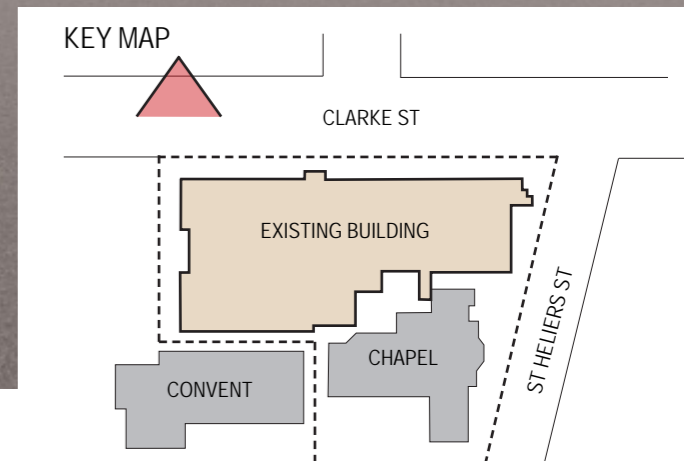 KEY MAP
CLARKE ST
EXISTING BUILDING
ST HELIERS ST
CHAPEL
CONVENT